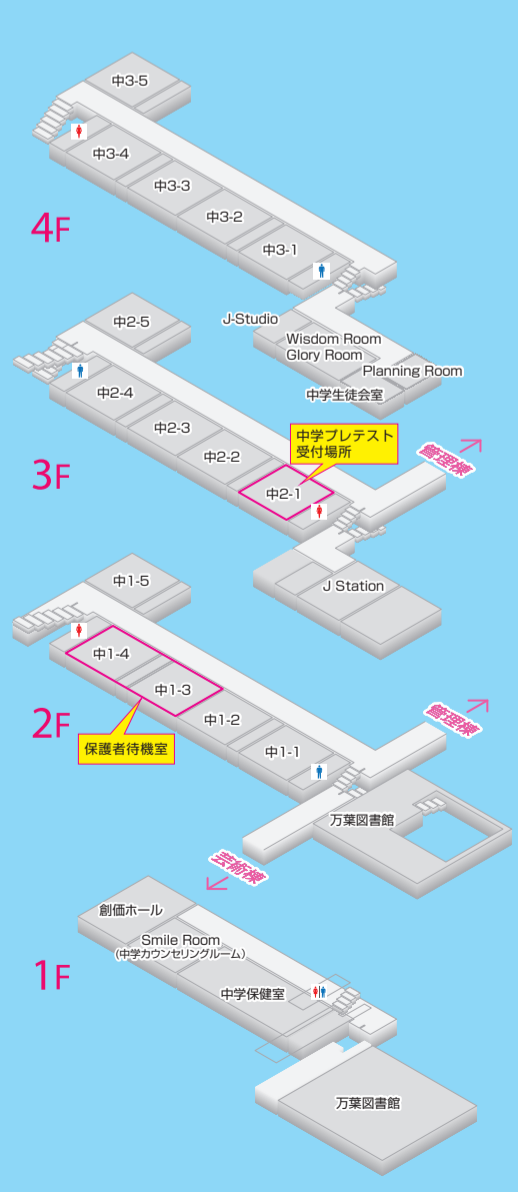 中3-5
中3-4
中3-3
中3-2
中3-1
4F
J-Studio
Wisdom Room
Glory Room
Planning Room
中学生徒会室
中2-5
中2-4
中2-3
中2-2
中学プレテスト
受付場所
管理棟
3F
中2-1
J Station
中1-5
中1-4
中1-3
中1-2
中1-1
2F
保護者待機室
管理棟
万葉図書館
芸術棟
創価ホール
Smile Room
(中学カウンセリングルーム)
1F
中学保健室
万葉図書館